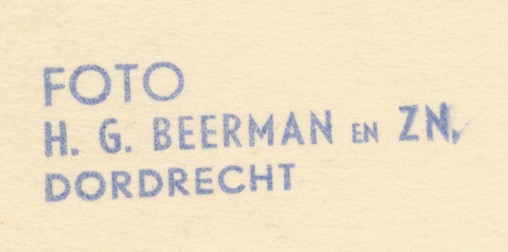 FOTO
H. G. BEERMAN EN ZN.
DORDRECHT